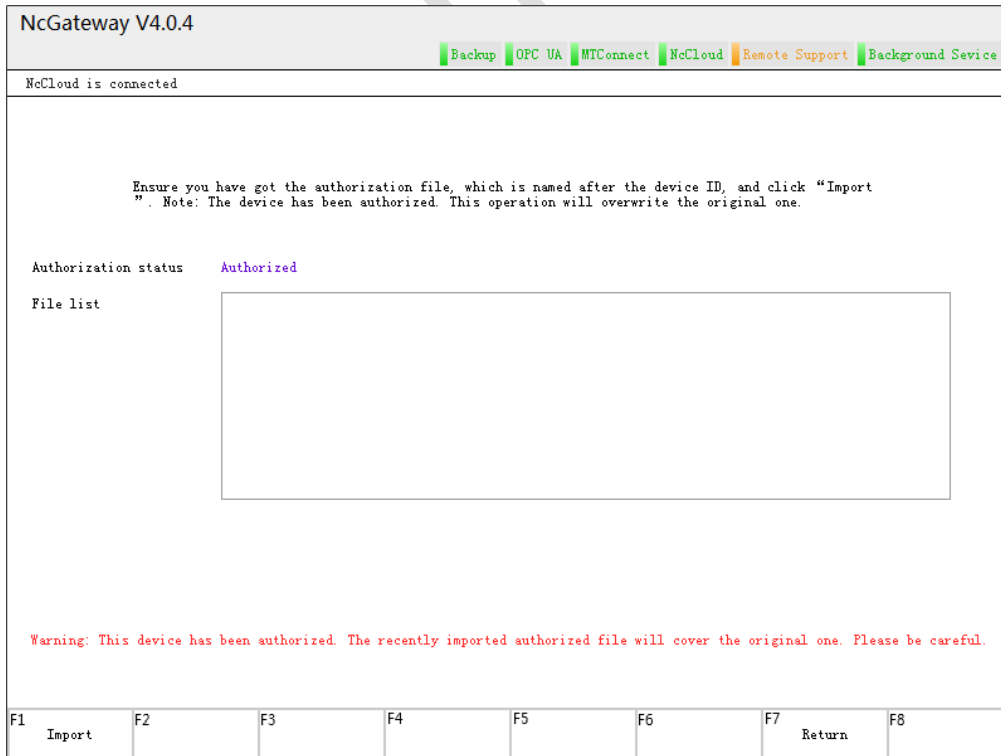 NcGateway V4.0.4
Backup OPC UA MTConnect NcCloud Remote Support Background Sevice
NcCloud is connected
Ensure you have got the authorization file, which is named after the device ID, and click “Import
”. Note: The device has been authorized. This operation will overwrite the original one.
Authorization status Authorized
File list
Warning: This device has been authorized. The recently imported authorized file will cover the original one. Please be careful.
F1 F2 F3 F4 F5 F6 F7 F8
Import Return